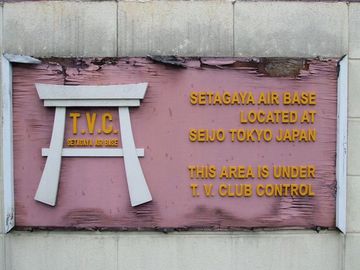 T.V.C.
SETAGAYA AIR BASE
SETAGAYA AIR BASE
LOCATED AT
SEIJO TOKYO JAPAN
THIS AREA IS UNDER
T. V. CLUB CONTROL